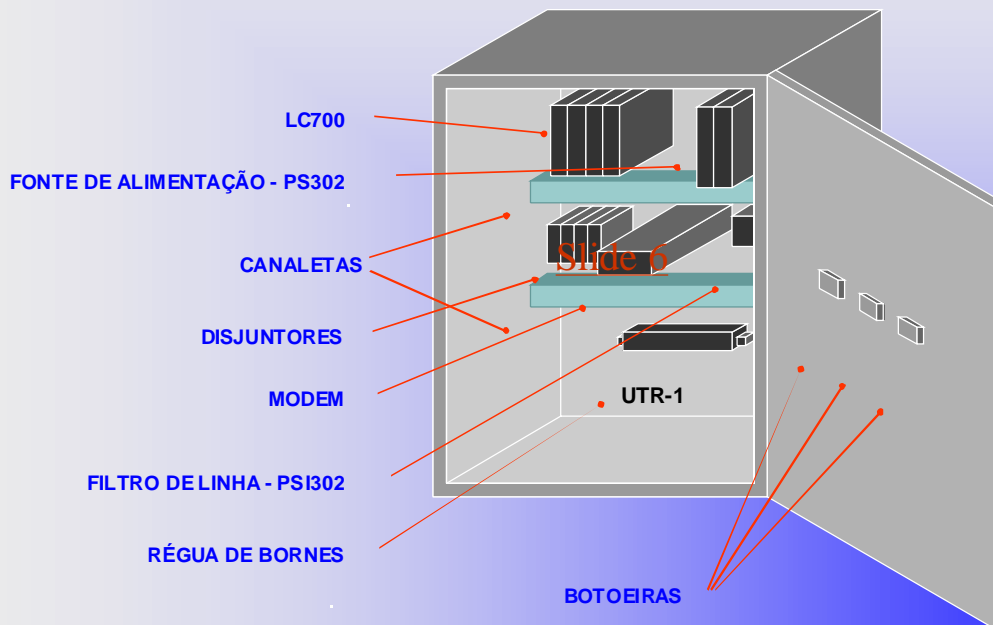 LC700
FONTE DE ALIMENTAÇÃO - PS302
CANALETAS
Slide 6
DISJUNTORES
MODEM
UTR-1
FILTRO DE LINHA - PSI302
RÉGUA DE BORNES
BOTOEIRAS